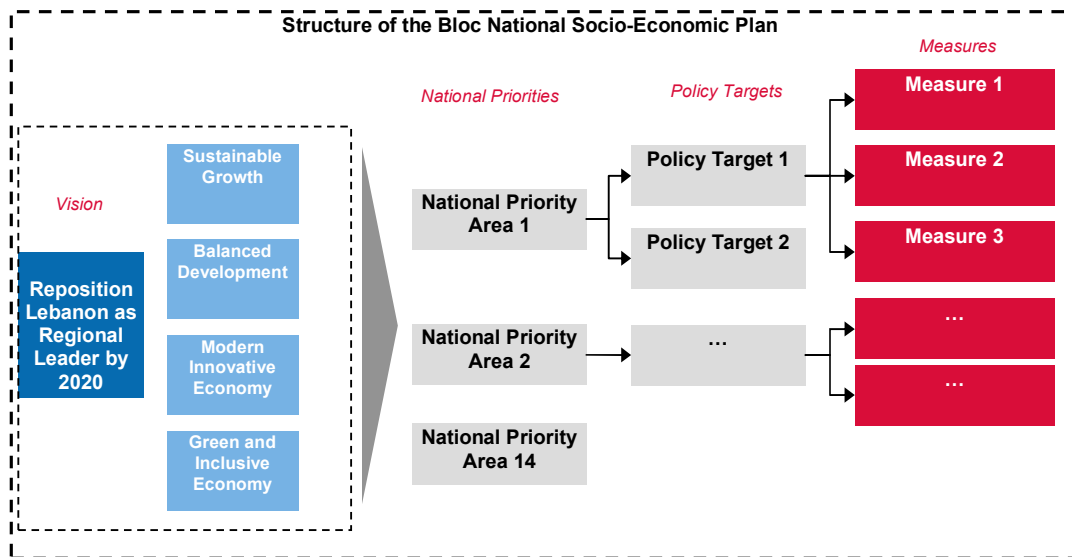 Structure of the Bloc National Socio-Economic Plan
Measures
National Priorities
Policy Targets
Vision
Reposition
Lebanon as
Regional
Leader by
2020
Sustainable
Growth
Balanced
Development
Modern
Innovative
Economy
Green and
Inclusive
Economy
National Priority
Area 1
National Priority
Area 2
National Priority
Area 14
Policy Target 1
Policy Target 2
...
Measure 1
Measure 2
Measure 3
...
...